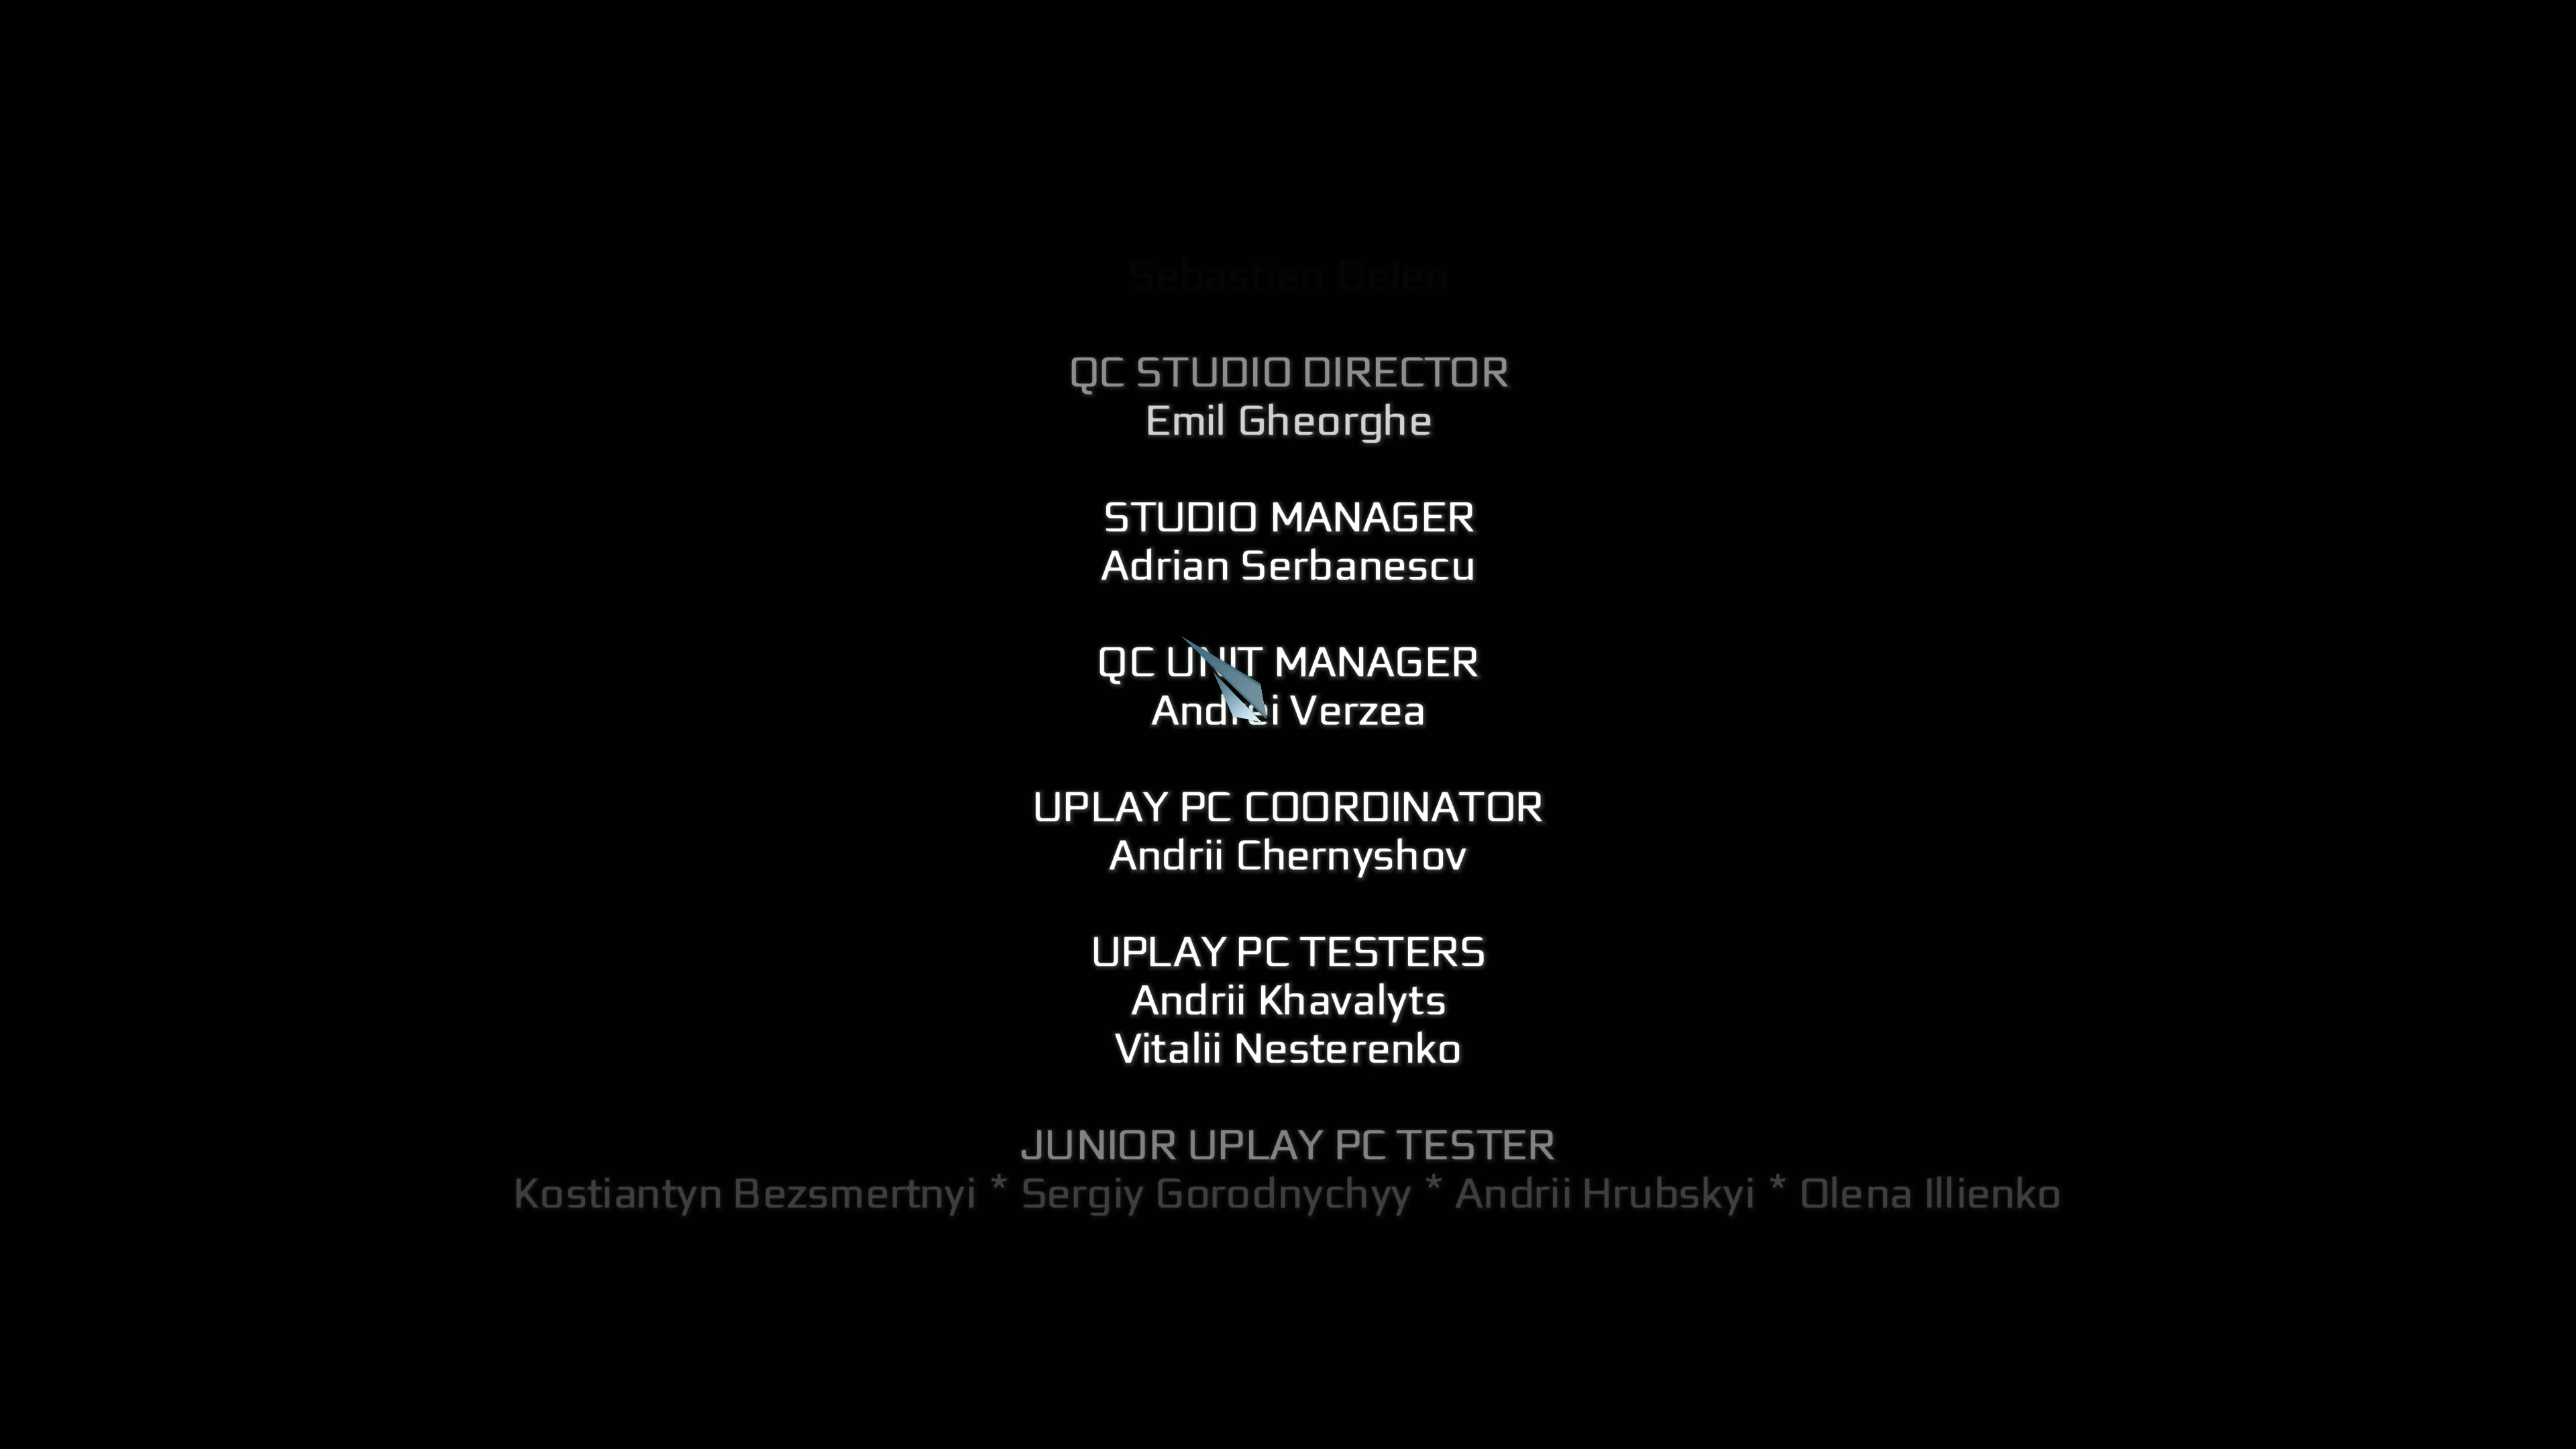 Sebastien Delen
QC STUDIO DIRECTOR
Emil Gheorghe
STUDIO MANAGER
Adrian Serbanescu
QC UNIT MANAGER
Andrei Verzea
UPLAY PC COORDINATOR
Andrii Chernyshov
UPLAY PC TESTERS
Andrii Khavalyts
Vitalii Nesterenko
JUNIOR UPLAY PC TESTER
Kostiantyn Bezsmertnyi * Sergiy Gorodnychyy * Andrii Hrubskyi * Olena Illienko